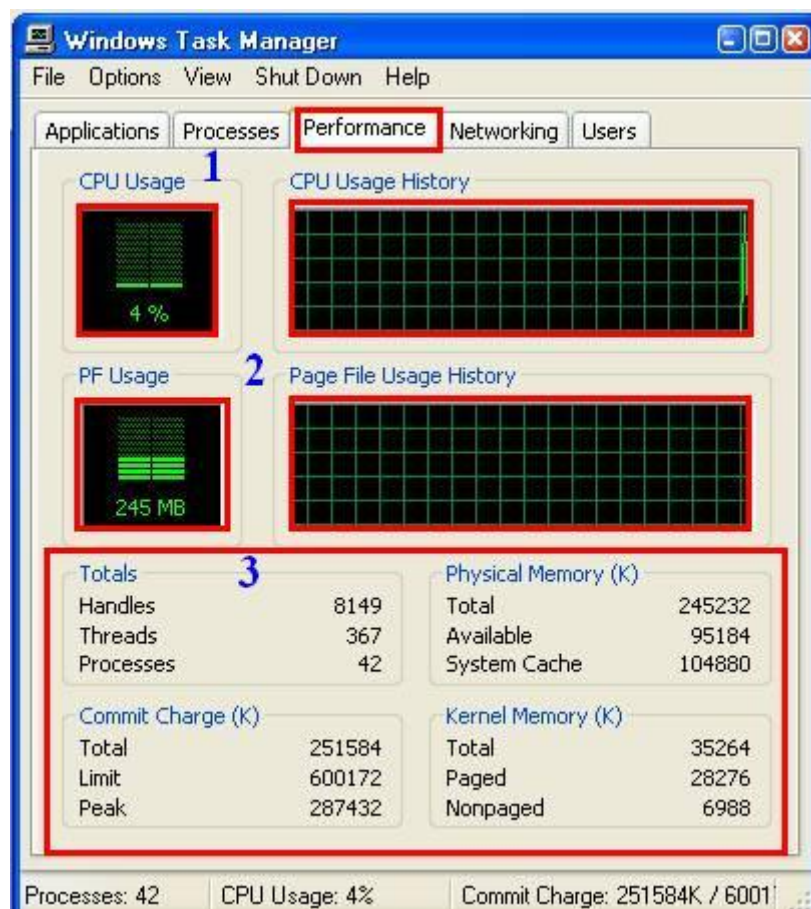 Windows Task Manager
File Options View Shut Down Help
Applications Processes Performance Networking Users
1
CPU Usage CPU Usage History
4 %
2
PF Usage Page File Usage History
245 MB
3
Totals
Handles 8149
Threads 367
Processes 42
Physical Memory (K)
Total 245232
Available 95184
System Cache 104880
Commit Charge (K)
Total 251584
Limit 600172
Peak 287432
Kernel Memory (K)
Total 35264
Paged 28276
Nonpaged 6988
Processes: 42 CPU Usage: 4% Commit Charge: 251584K / 6001